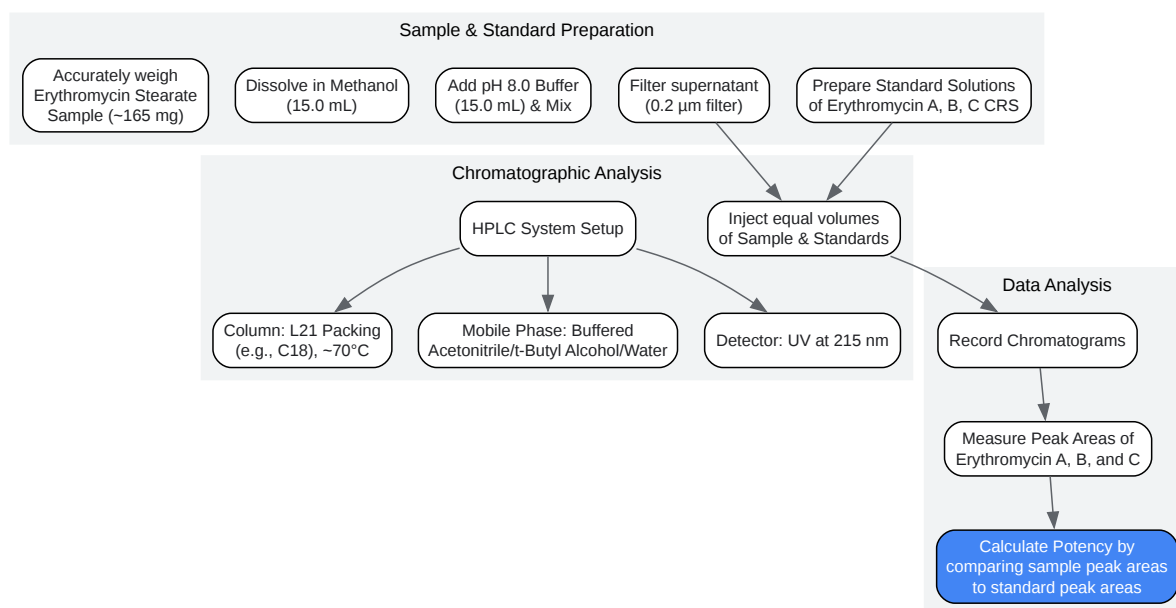 Sample & Standard Preparation
Accurately weigh
Erythromycin Stearate
Sample (~165 mg)
Dissolve in Methanol
(15.0 mL)
Add pH 8.0 Buffer
(15.0 mL) & Mix
Filter supernatant
(0.2 µm filter)
Prepare Standard Solutions
of Erythromycin A, B, C CRS
Chromatographic Analysis
HPLC System Setup
Inject equal volumes
of Sample & Standards
Column: L21 Packing
(e.g., C18), ~70°C
Mobile Phase: Buffered
Acetonitrile/t-Butyl Alcohol/Water
Detector: UV at 215 nm
Data Analysis
Record Chromatograms
Measure Peak Areas of
Erythromycin A, B, and C
Calculate Potency by
comparing sample peak areas
to standard peak areas